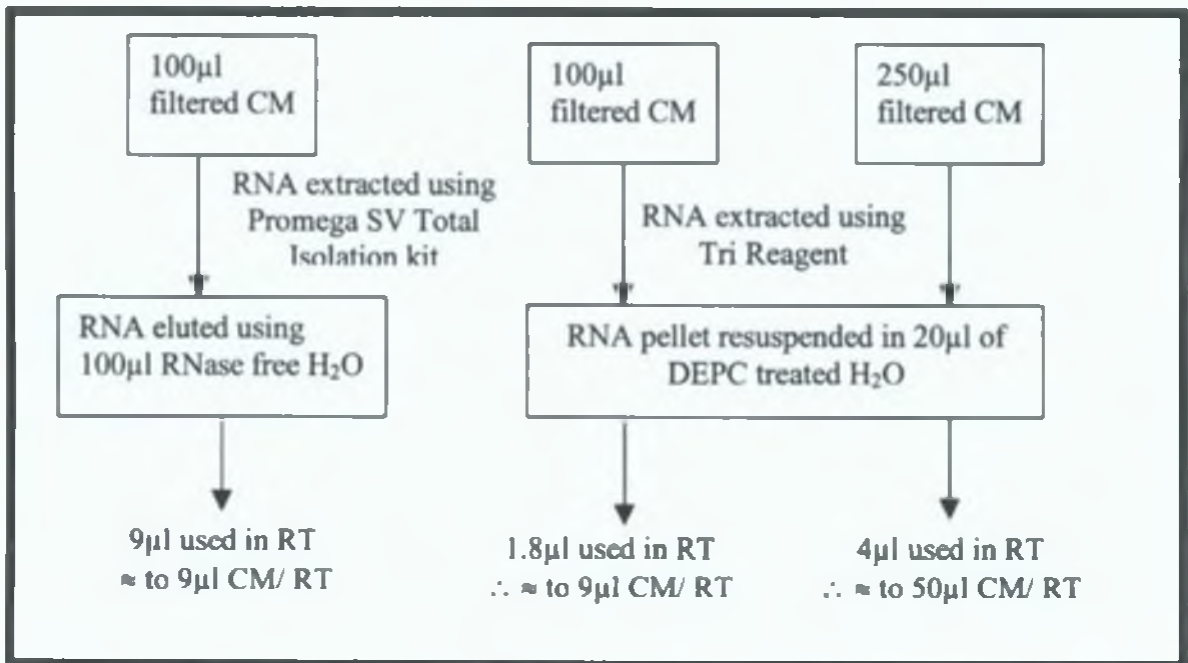 100µl
filtered CM
100µl
filtered CM
250µl
filtered CM
RNA extracted using
Promega SV Total
Isolation kit
RNA extracted using
Tri Reagent
RNA eluted using
100µl RNase free H₂O
RNA pellet resuspended in 20µl of
DEPC treated H₂O
9µl used in RT
≈ to 9µl CM/ RT
1.8µl used in RT
∴ ≈ to 9µl CM/ RT
4µl used in RT
∴ ≈ to 50µl CM/ RT